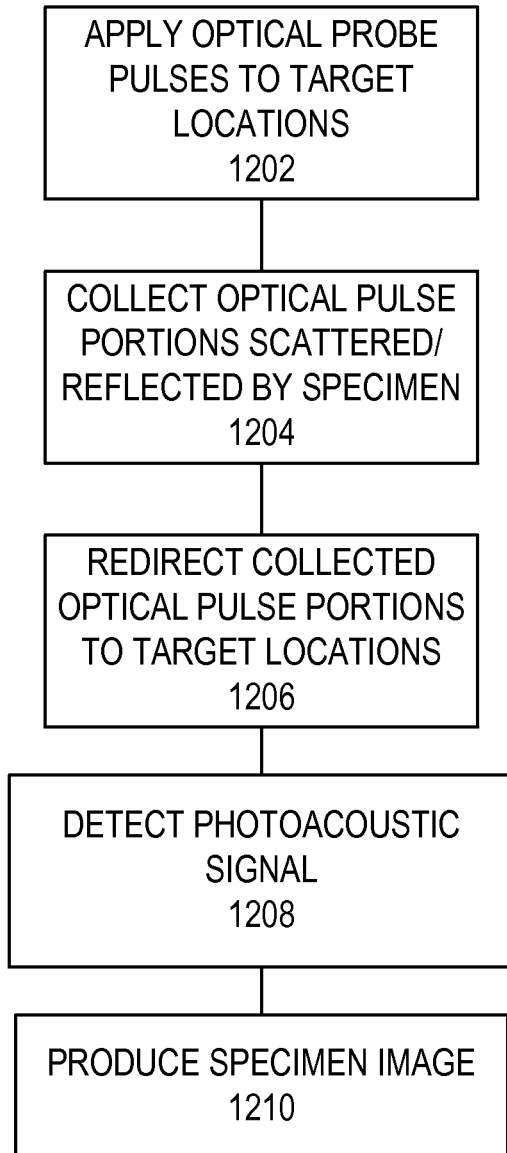 APPLY OPTICAL PROBE
PULSES TO TARGET
LOCATIONS
1202
COLLECT OPTICAL PULSE
PORTIONS SCATTERED/
REFLECTED BY SPECIMEN
1204
REDIRECT COLLECTED
OPTICAL PULSE PORTIONS
TO TARGET LOCATIONS
1206
DETECT PHOTOACOUSTIC
SIGNAL
1208
PRODUCE SPECIMEN IMAGE
1210